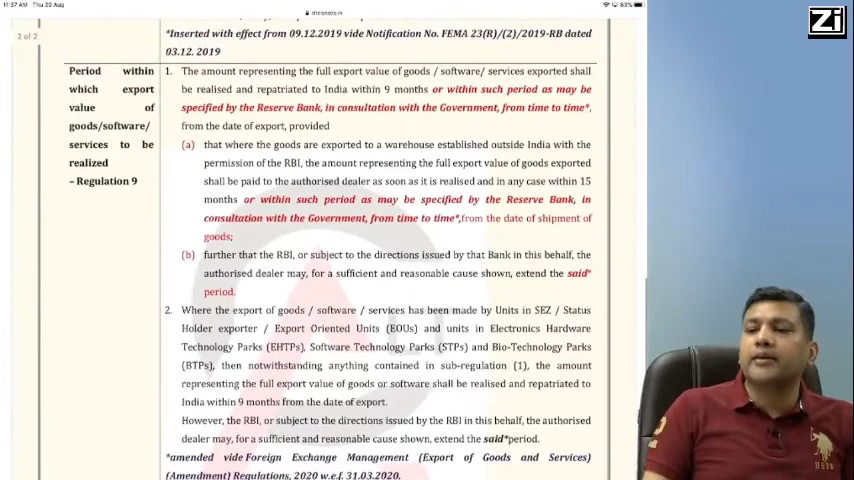 11:37 AM Thu 20 Aug
83%
2 of 2
*Inserted with effect from 09.12.2019 vide Notification No. FEMA 23(R)/(2)/2019-RB dated
03.12. 2019
Period within
which export
value of
goods/software/
services to be
realized
– Regulation 9
1. The amount representing the full export value of goods / software/ services exported shall
be realised and repatriated to India within 9 months or within such period as may be
specified by the Reserve Bank, in consultation with the Government, from time to time*,
from the date of export, provided
(a) that where the goods are exported to a warehouse established outside India with the
permission of the RBI, the amount representing the full export value of goods exported
shall be paid to the authorised dealer as soon as it is realised and in any case within 15
months or within such period as may be specified by the Reserve Bank, in
consultation with the Government, from time to time*,from the date of shipment of
goods;
(b) further that the RBI, or subject to the directions issued by that Bank in this behalf, the
authorised dealer may, for a sufficient and reasonable cause shown, extend the said*
period.
2. Where the export of goods / software / services has been made by Units in SEZ / Status
Holder exporter / Export Oriented Units (EOUs) and units in Electronics Hardware
Technology Parks (EHTPs), Software Technology Parks (STPs) and Bio-Technology Parks
(BTPs), then notwithstanding anything contained in sub-regulation (1), the amount
representing the full export value of goods or software shall be realised and repatriated to
India within 9 months from the date of export.
However, the RBI, or subject to the directions issued by the RBI in this behalf, the authorised
dealer may, for a sufficient and reasonable cause shown, extend the said*period.
*amended vide Foreign Exchange Management (Export of Goods and Services)
(Amendment) Regulations, 2020 w.e.f. 31.03.2020.
Zi
2
U.S. POLO
USPA